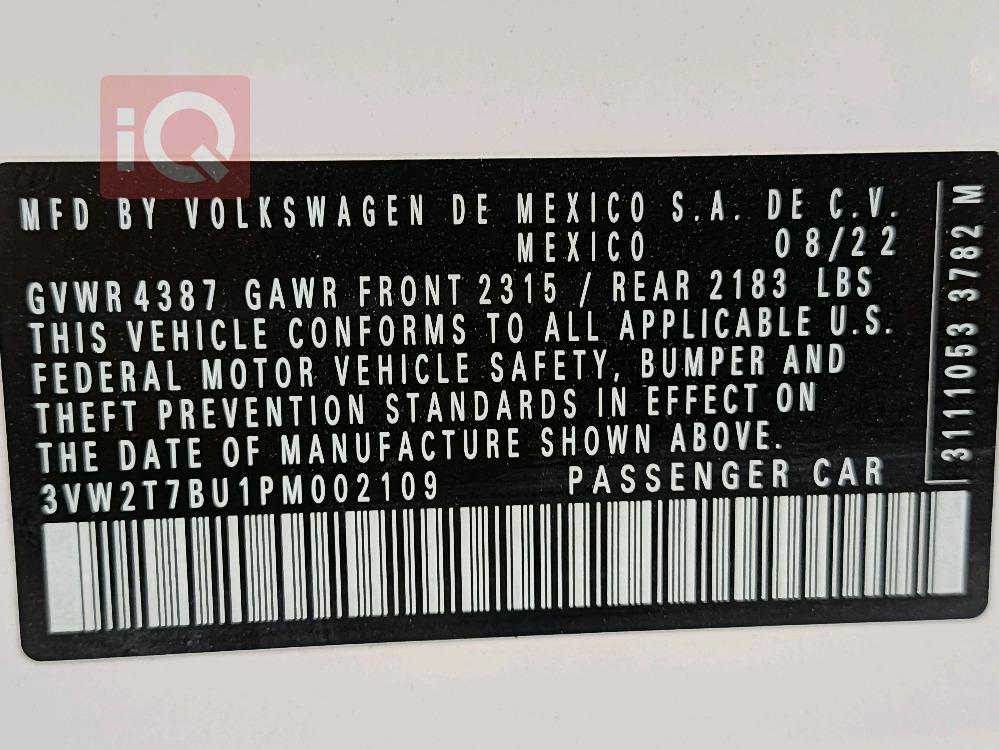 iQ
MFD BY VOLKSWAGEN DE MEXICO S.A. DE C.V.
MEXICO 08/22
GVWR 4387 GAWR FRONT 2315 / REAR 2183 LBS
THIS VEHICLE CONFORMS TO ALL APPLICABLE U.S.
FEDERAL MOTOR VEHICLE SAFETY, BUMPER AND
THEFT PREVENTION STANDARDS IN EFFECT ON
THE DATE OF MANUFACTURE SHOWN ABOVE.
3VW2T7BU1PM002109 PASSENGER CAR
3111053 3782 M